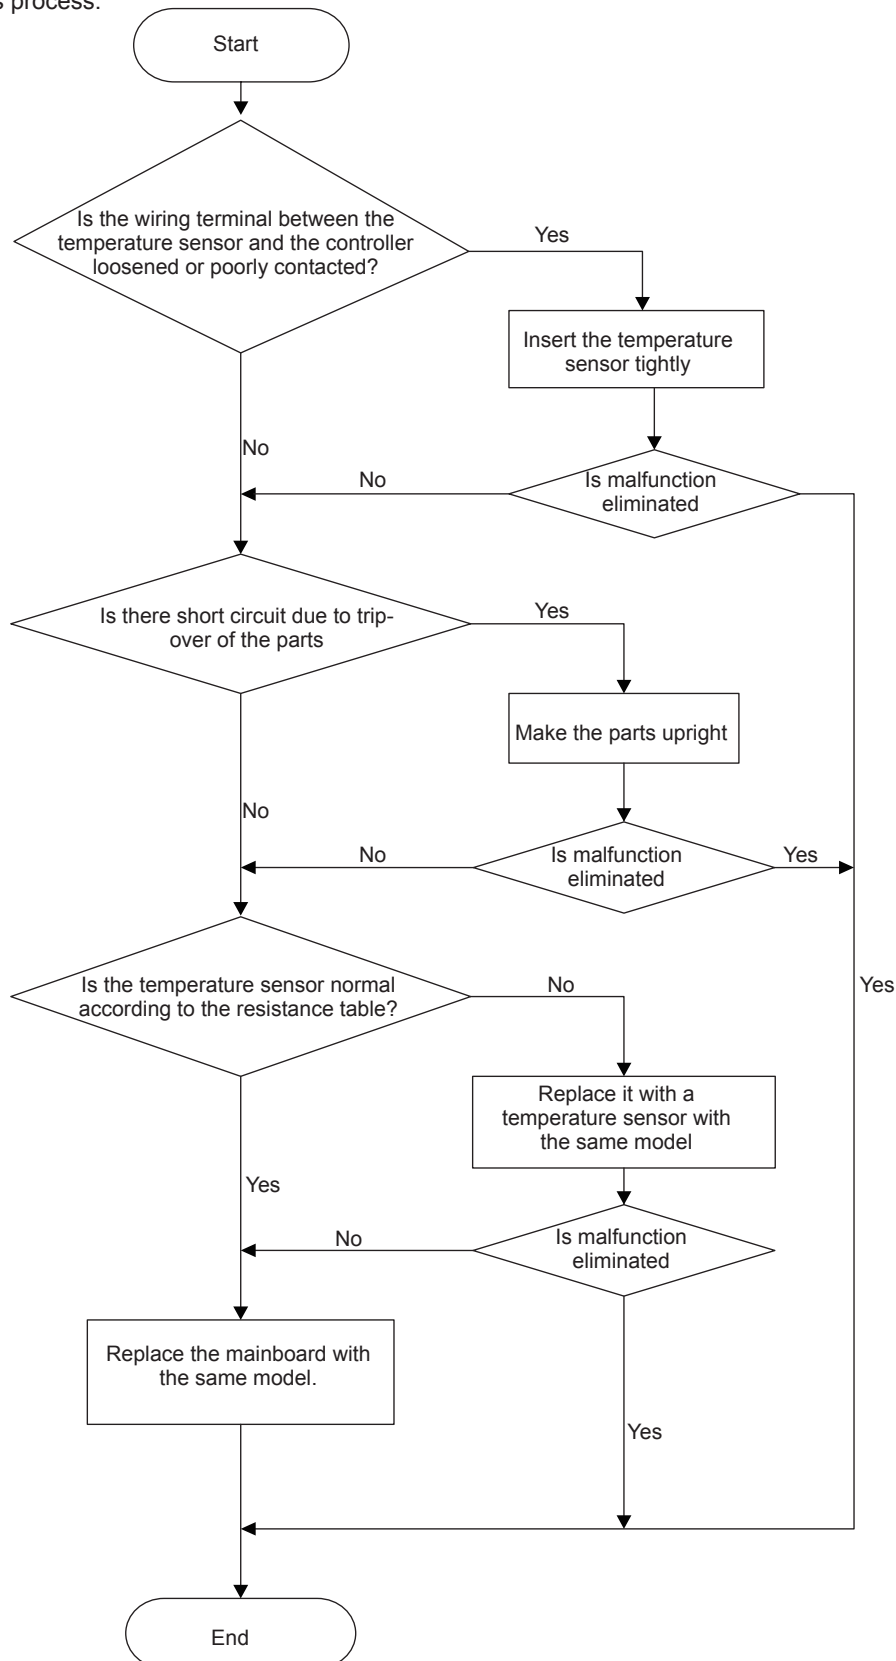 s process.
Start
Is the wiring terminal between the
temperature sensor and the controller
loosened or poorly contacted?
Yes
Insert the temperature
sensor tightly
No
No
Is malfunction
eliminated
Is there short circuit due to trip-
over of the parts
Yes
Make the parts upright
No
No
Is malfunction
eliminated
Yes
Is the temperature sensor normal
according to the resistance table?
No
Yes
Replace it with a
temperature sensor with
the same model
Yes
No
Is malfunction
eliminated
Replace the mainboard with
the same model.
Yes
End